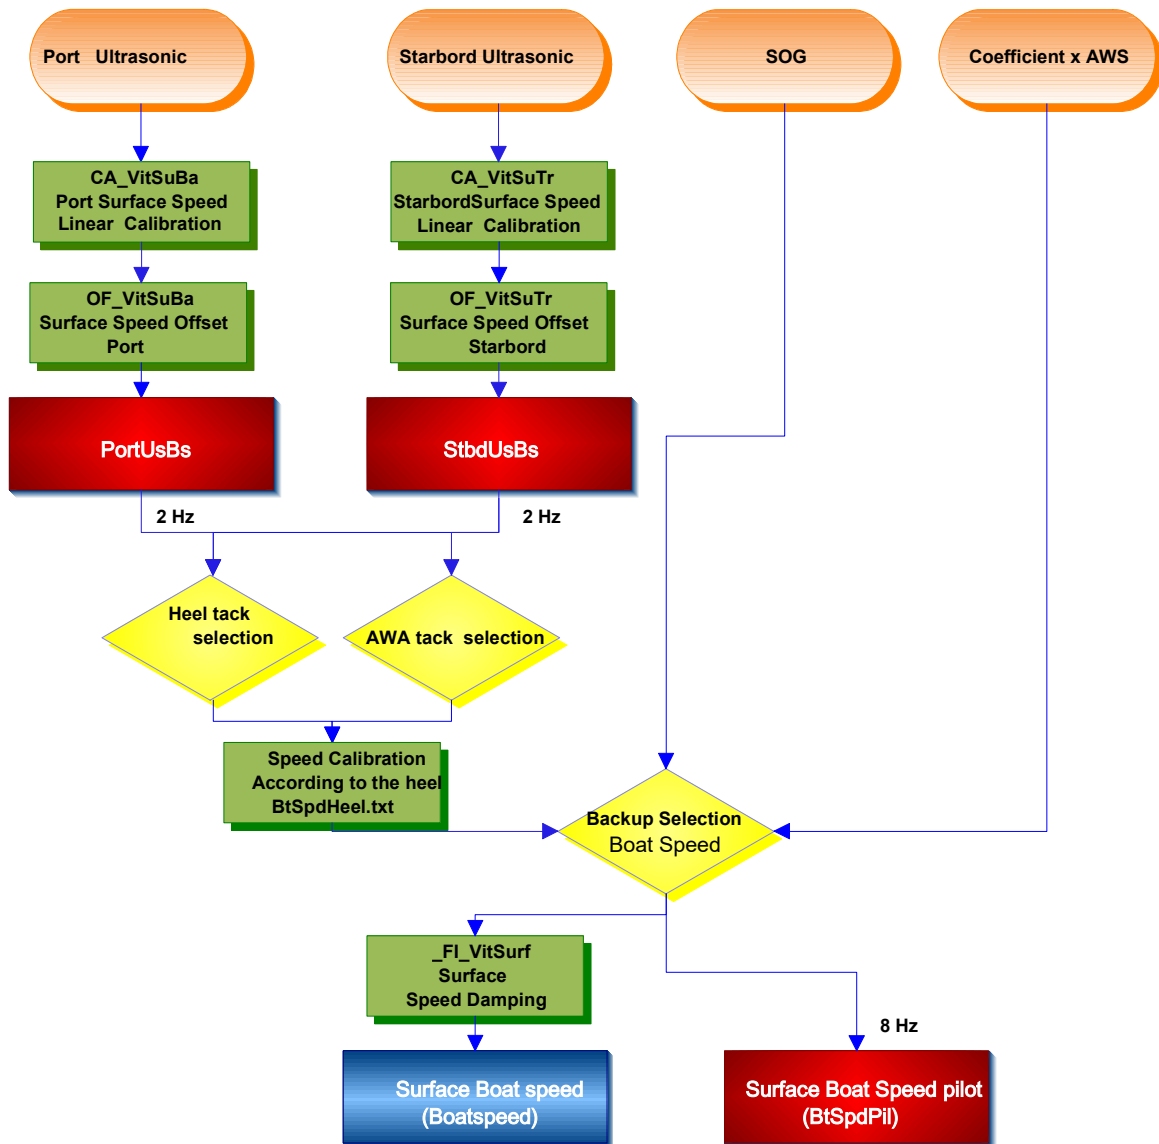 Port Ultrasonic
Starbord Ultrasonic
SOG
Coefficient x AWS
CA_VitSuBa
Port Surface Speed
Linear Calibration
CA_VitSuTr
StarbordSurface Speed
Linear Calibration
OF_VitSuBa
Surface Speed Offset
Port
OF_VitSuTr
Surface Speed Offset
Starbord
PortUsBs
StbdUsBs
2 Hz
2 Hz
Heel tack
selection
AWA tack selection
Speed Calibration
According to the heel
BtSpdHeel.txt
Backup Selection
Boat Speed
_FI_VitSurf
Surface
Speed Damping
8 Hz
Surface Boat speed
(Boatspeed)
Surface Boat Speed pilot
(BtSpdPil)